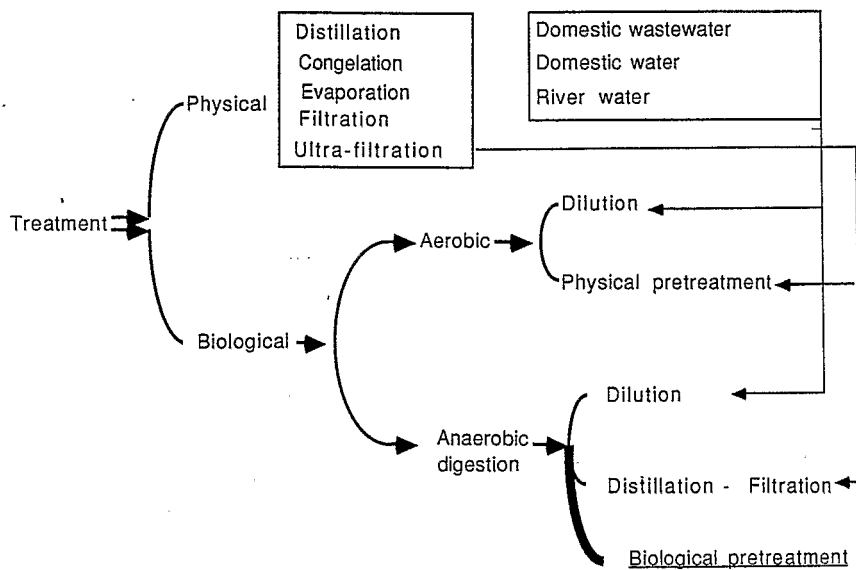 Distillation
Congelation
Evaporation
Filtration
Ultra-filtration
Domestic wastewater
Domestic water
River water
Physical
Treatment
Biological
Aerobic
Dilution
Physical pretreatment
Anaerobic
digestion
Dilution
Distillation - Filtration
Biological pretreatment